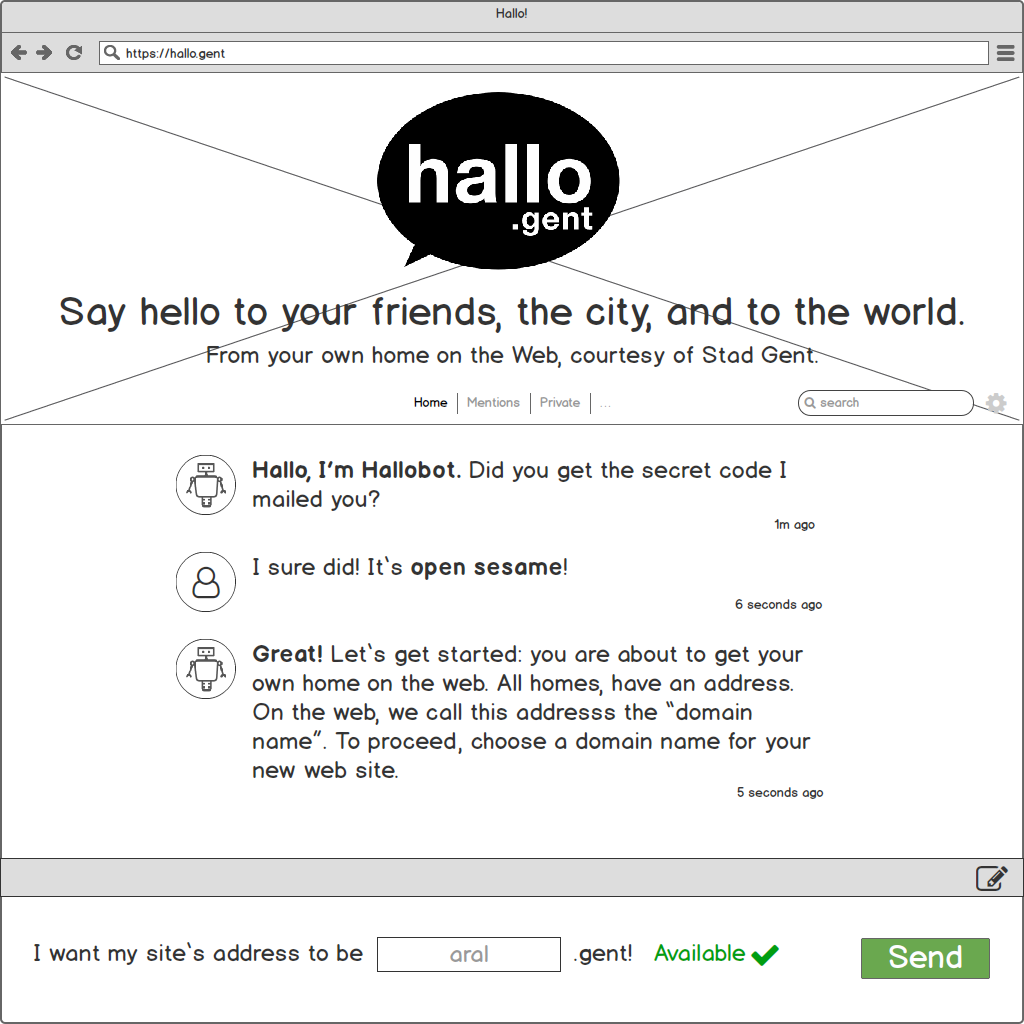 Hallo!
https://hallo.gent
hallo
.gent
Say hello to your friends, the city, and to the world.
From your own home on the Web, courtesy of Stad Gent.
Home Mentions Private ...
search
Hallo, I’m Hallobot. Did you get the secret code I
mailed you?
1m ago
I sure did! It‘s open sesame!
6 seconds ago
Great! Let‘s get started: you are about to get your
own home on the web. All homes, have an address.
On the web, we call this addresss the “domain
name”. To proceed, choose a domain name for your
new web site.
5 seconds ago
I want my site‘s address to be aral .gent! Available Send